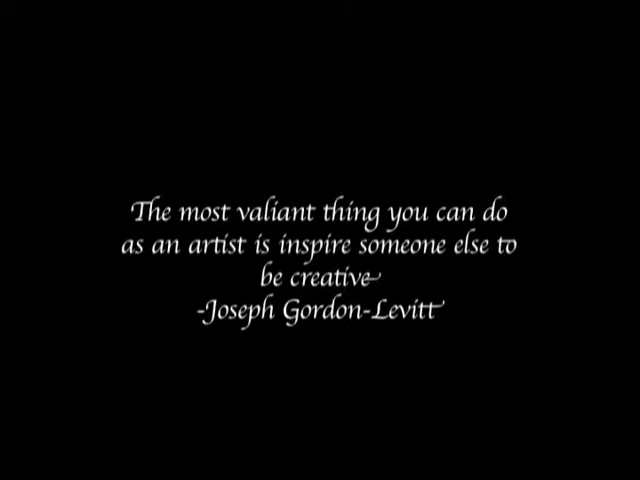 The most valiant thing you can do
as an artist is inspire someone else to
be creative
-Joseph Gordon-Levitt